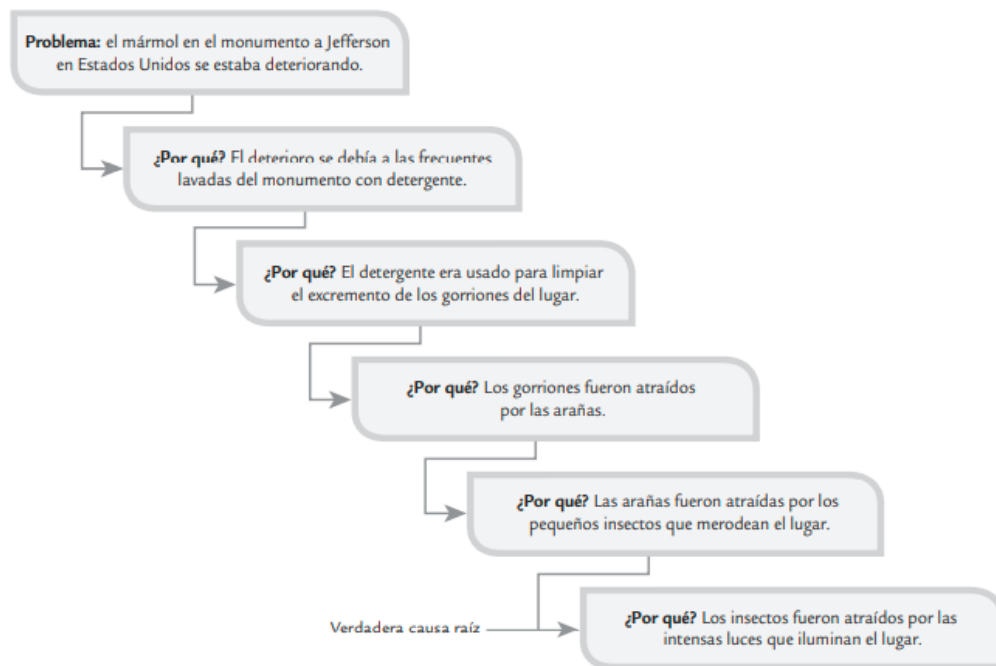 Problema: el mármol en el monumento a Jefferson
en Estados Unidos se estaba deteriorando.
¿Por qué? El deterioro se debía a las frecuentes
lavadas del monumento con detergente.
¿Por qué? El detergente era usado para limpiar
el excremento de los gorriones del lugar.
¿Por qué? Los gorriones fueron atraídos
por las arañas.
¿Por qué? Las arañas fueron atraídas por los
pequeños insectos que merodean el lugar.
Verdadera causa raíz
¿Por qué? Los insectos fueron atraídos por las
intensas luces que iluminan el lugar.